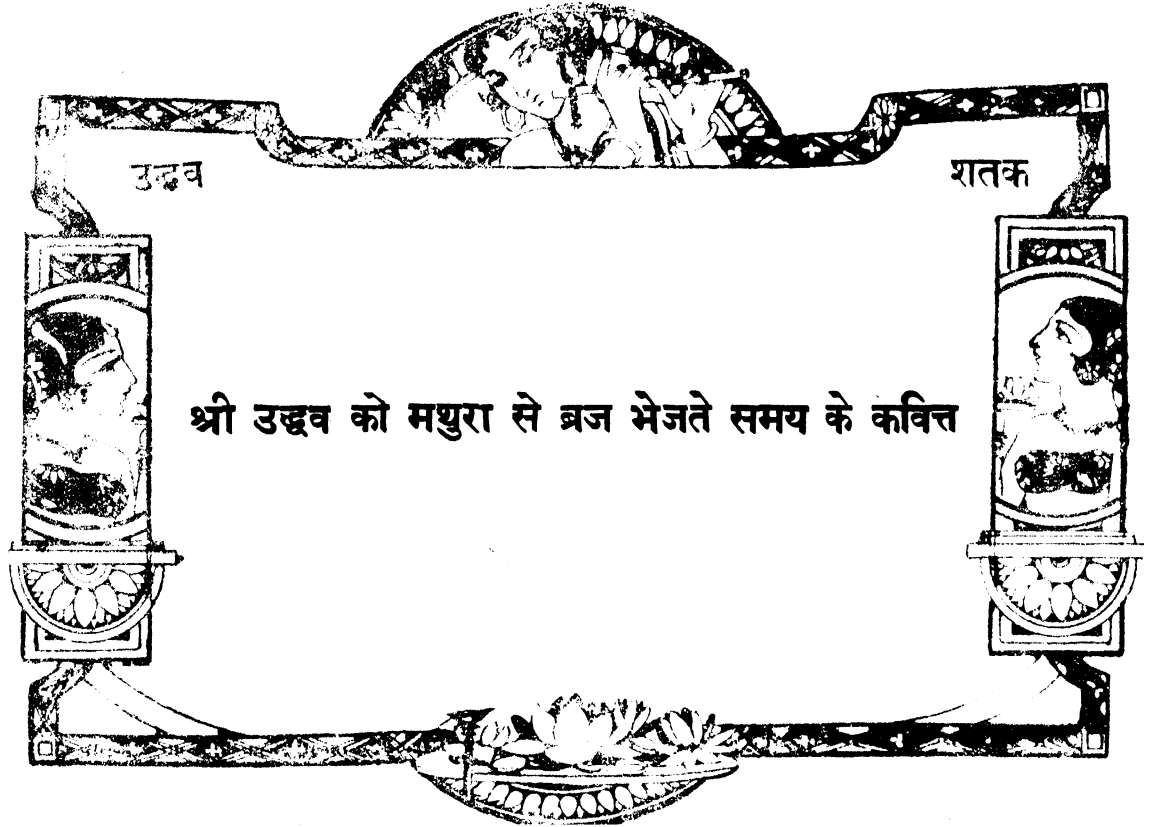 उद्धव शतक
श्री उद्धव को मथुरा से ब्रज भेजते समय के कवित्त